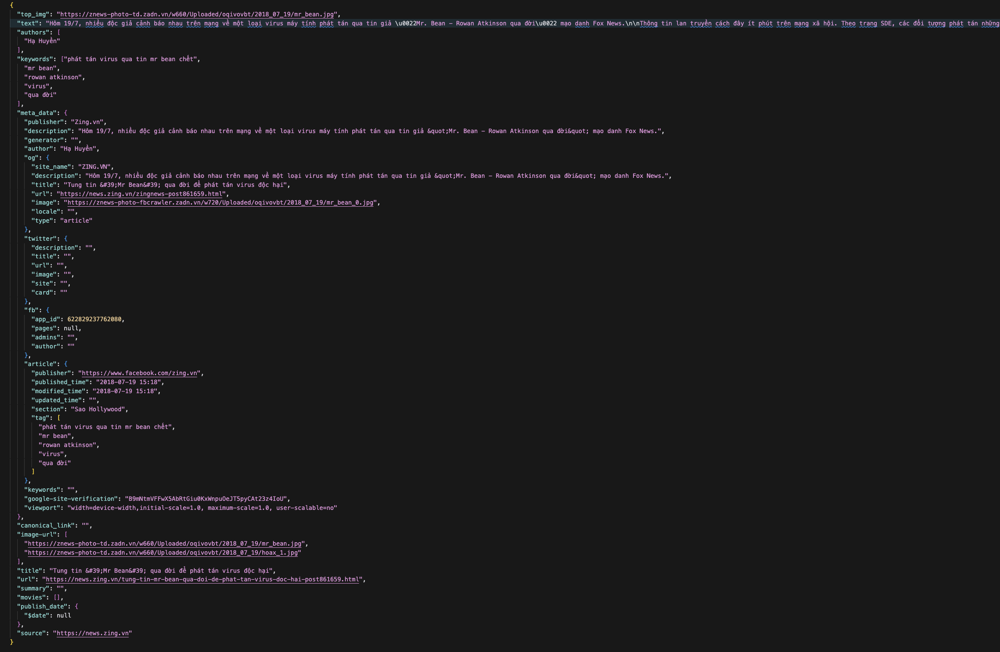 {
"top_img": "https://znews-photo-td.zadn.vn/w660/Uploaded/oqivovbt/2018_07_19/mr_bean.jpg",
"text": "Hôm 19/7, nhiều độc giả cảnh báo nhau trên mạng về một loại virus máy tính phát tán qua tin giả \u0022Mr. Bean - Rowan Atkinson qua đời\u0022 mạo danh Fox News.\n\nThông tin lan truyền cách đây ít phút trên mạng xã hội. Theo trang SDE, các đối tượng phát tán những
"authors": [
"Hạ Huyền"
],
"keywords": ["phát tán virus qua tin mr bean chết",
"mr bean",
"rowan atkinson",
"virus",
"qua đời"
],
"meta_data": {
"publisher": "Zing.vn",
"description": "Hôm 19/7, nhiều độc giả cảnh báo nhau trên mạng về một loại virus máy tính phát tán qua tin giả &quot;Mr. Bean - Rowan Atkinson qua đời&quot; mạo danh Fox News.",
"generator": "",
"author": "Hạ Huyền",
"og": {
"site_name": "ZING.VN",
"description": "Hôm 19/7, nhiều độc giả cảnh báo nhau trên mạng về một loại virus máy tính phát tán qua tin giả &quot;Mr. Bean - Rowan Atkinson qua đời&quot; mạo danh Fox News.",
"title": "Tung tin &#39;Mr Bean&#39; qua đời để phát tán virus độc hại",
"url": "https://news.zing.vn/zingnews-post861659.html",
"image": "https://znews-photo-fbcrawler.zadn.vn/w720/Uploaded/oqivovbt/2018_07_19/mr_bean_0.jpg",
"locale": "",
"type": "article"
},
"twitter": {
"description": "",
"title": "",
"url": "",
"image": "",
"site": "",
"card": ""
},
"fb": {
"app_id": 622829237762080,
"pages": null,
"admins": "",
"author": ""
},
"article": {
"publisher": "https://www.facebook.com/zing.vn",
"published_time": "2018-07-19 15:18",
"modified_time": "2018-07-19 15:18",
"updated_time": "",
"section": "Sao Hollywood",
"tag": [
"phát tán virus qua tin mr bean chết",
"mr bean",
"rowan atkinson",
"virus",
"qua đời"
]
},
"keywords": "",
"google-site-verification": "B9mNtmVFFwX5AbRtGiu0KxWnpuOeJT5pyCAt23z4IoU",
"viewport": "width=device-width,initial-scale=1.0, maximum-scale=1.0, user-scalable=no"
},
"canonical_link": "",
"image-url": [
"https://znews-photo-td.zadn.vn/w660/Uploaded/oqivovbt/2018_07_19/mr_bean.jpg",
"https://znews-photo-td.zadn.vn/w660/Uploaded/oqivovbt/2018_07_19/hoax_1.jpg"
],
"title": "Tung tin &#39;Mr Bean&#39; qua đời để phát tán virus độc hại",
"url": "https://news.zing.vn/tung-tin-mr-bean-qua-doi-de-phat-tan-virus-doc-hai-post861659.html",
"summary": "",
"movies": [],
"publish_date": {
"$date": null
},
"source": "https://news.zing.vn"
}